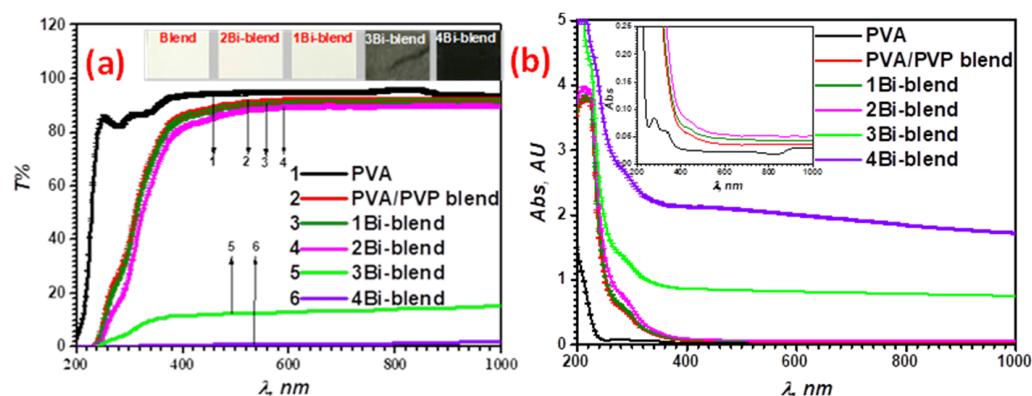 (a)
Blend 2Bi-blend 1Bi-blend 3Bi-blend 4Bi-blend
T%
120
100
80
60
40
20
0
1 2 3 4
1 PVA
2 PVA/PVP blend
3 1Bi-blend
4 2Bi-blend
5 3Bi-blend
6 4Bi-blend
5 6
200 400 600 800 1000
λ, nm
(b)
Abs, AU
5
4
3
2
1
0
Abs
0.25
0.20
0.15
0.10
0.05
0.00
200 400 600 800 1000
λ, nm
PVA
PVA/PVP blend
1Bi-blend
2Bi-blend
3Bi-blend
4Bi-blend
200 400 600 800 1000
λ, nm